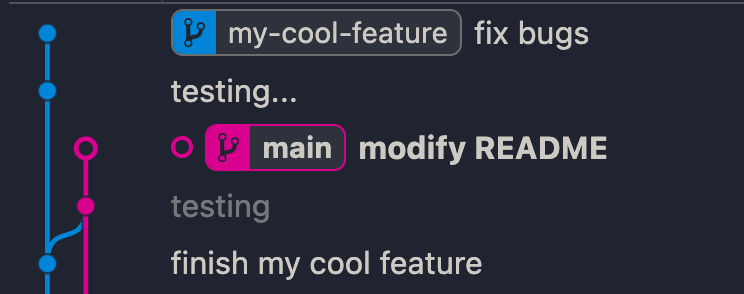 my-cool-feature fix bugs
testing...
main modify README
testing
finish my cool feature